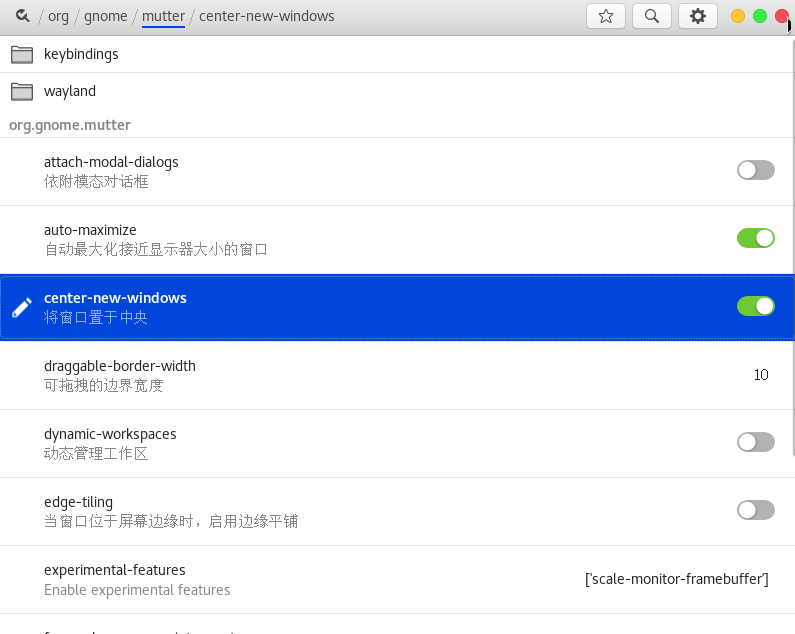 / org / gnome / mutter / center-new-windows
keybindings
wayland
org.gnome.mutter
attach-modal-dialogs
依附模态对话框
auto-maximize
自动最大化接近显示器大小的窗口
center-new-windows
将窗口置于中央
draggable-border-width
可拖拽的边界宽度
10
dynamic-workspaces
动态管理工作区
edge-tiling
当窗口位于屏幕边缘时，启用边缘平铺
experimental-features
Enable experimental features
['scale-monitor-framebuffer']